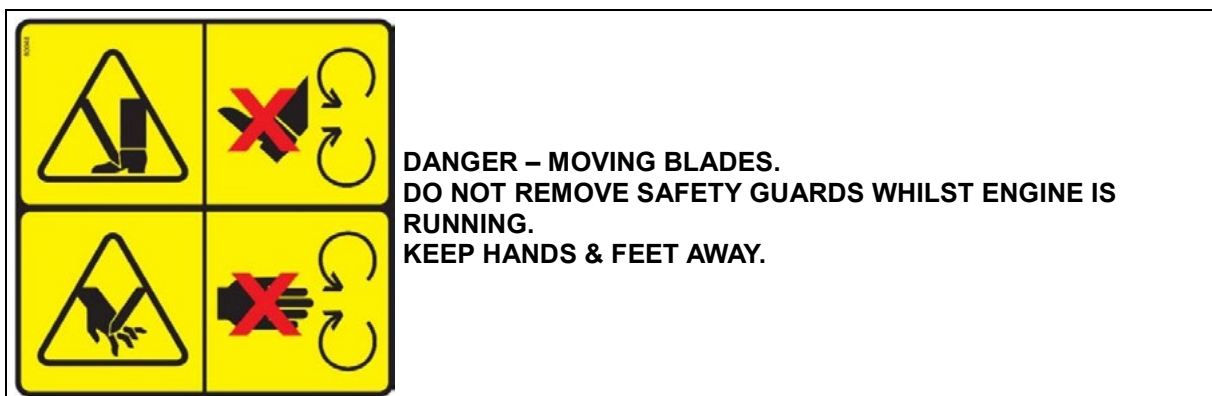 DANGER – MOVING BLADES.
DO NOT REMOVE SAFETY GUARDS WHILST ENGINE IS
RUNNING.
KEEP HANDS & FEET AWAY.